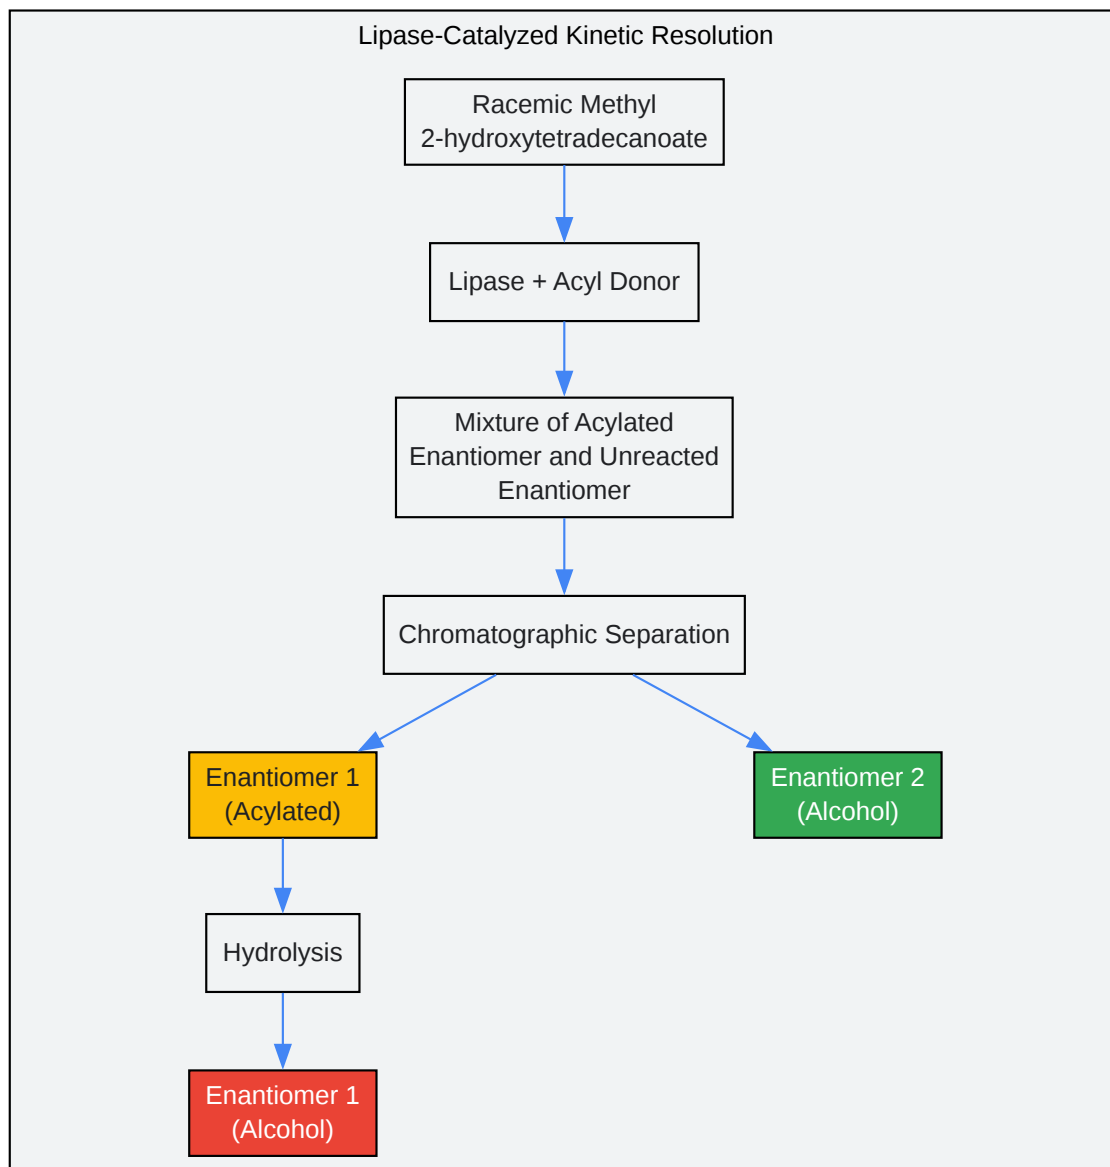 Lipase-Catalyzed Kinetic Resolution
Racemic Methyl
2-hydroxytetradecanoate
Lipase + Acyl Donor
Mixture of Acylated
Enantiomer and Unreacted
Enantiomer
Chromatographic Separation
Enantiomer 1
(Acylated)
Enantiomer 2
(Alcohol)
Hydrolysis
Enantiomer 1
(Alcohol)